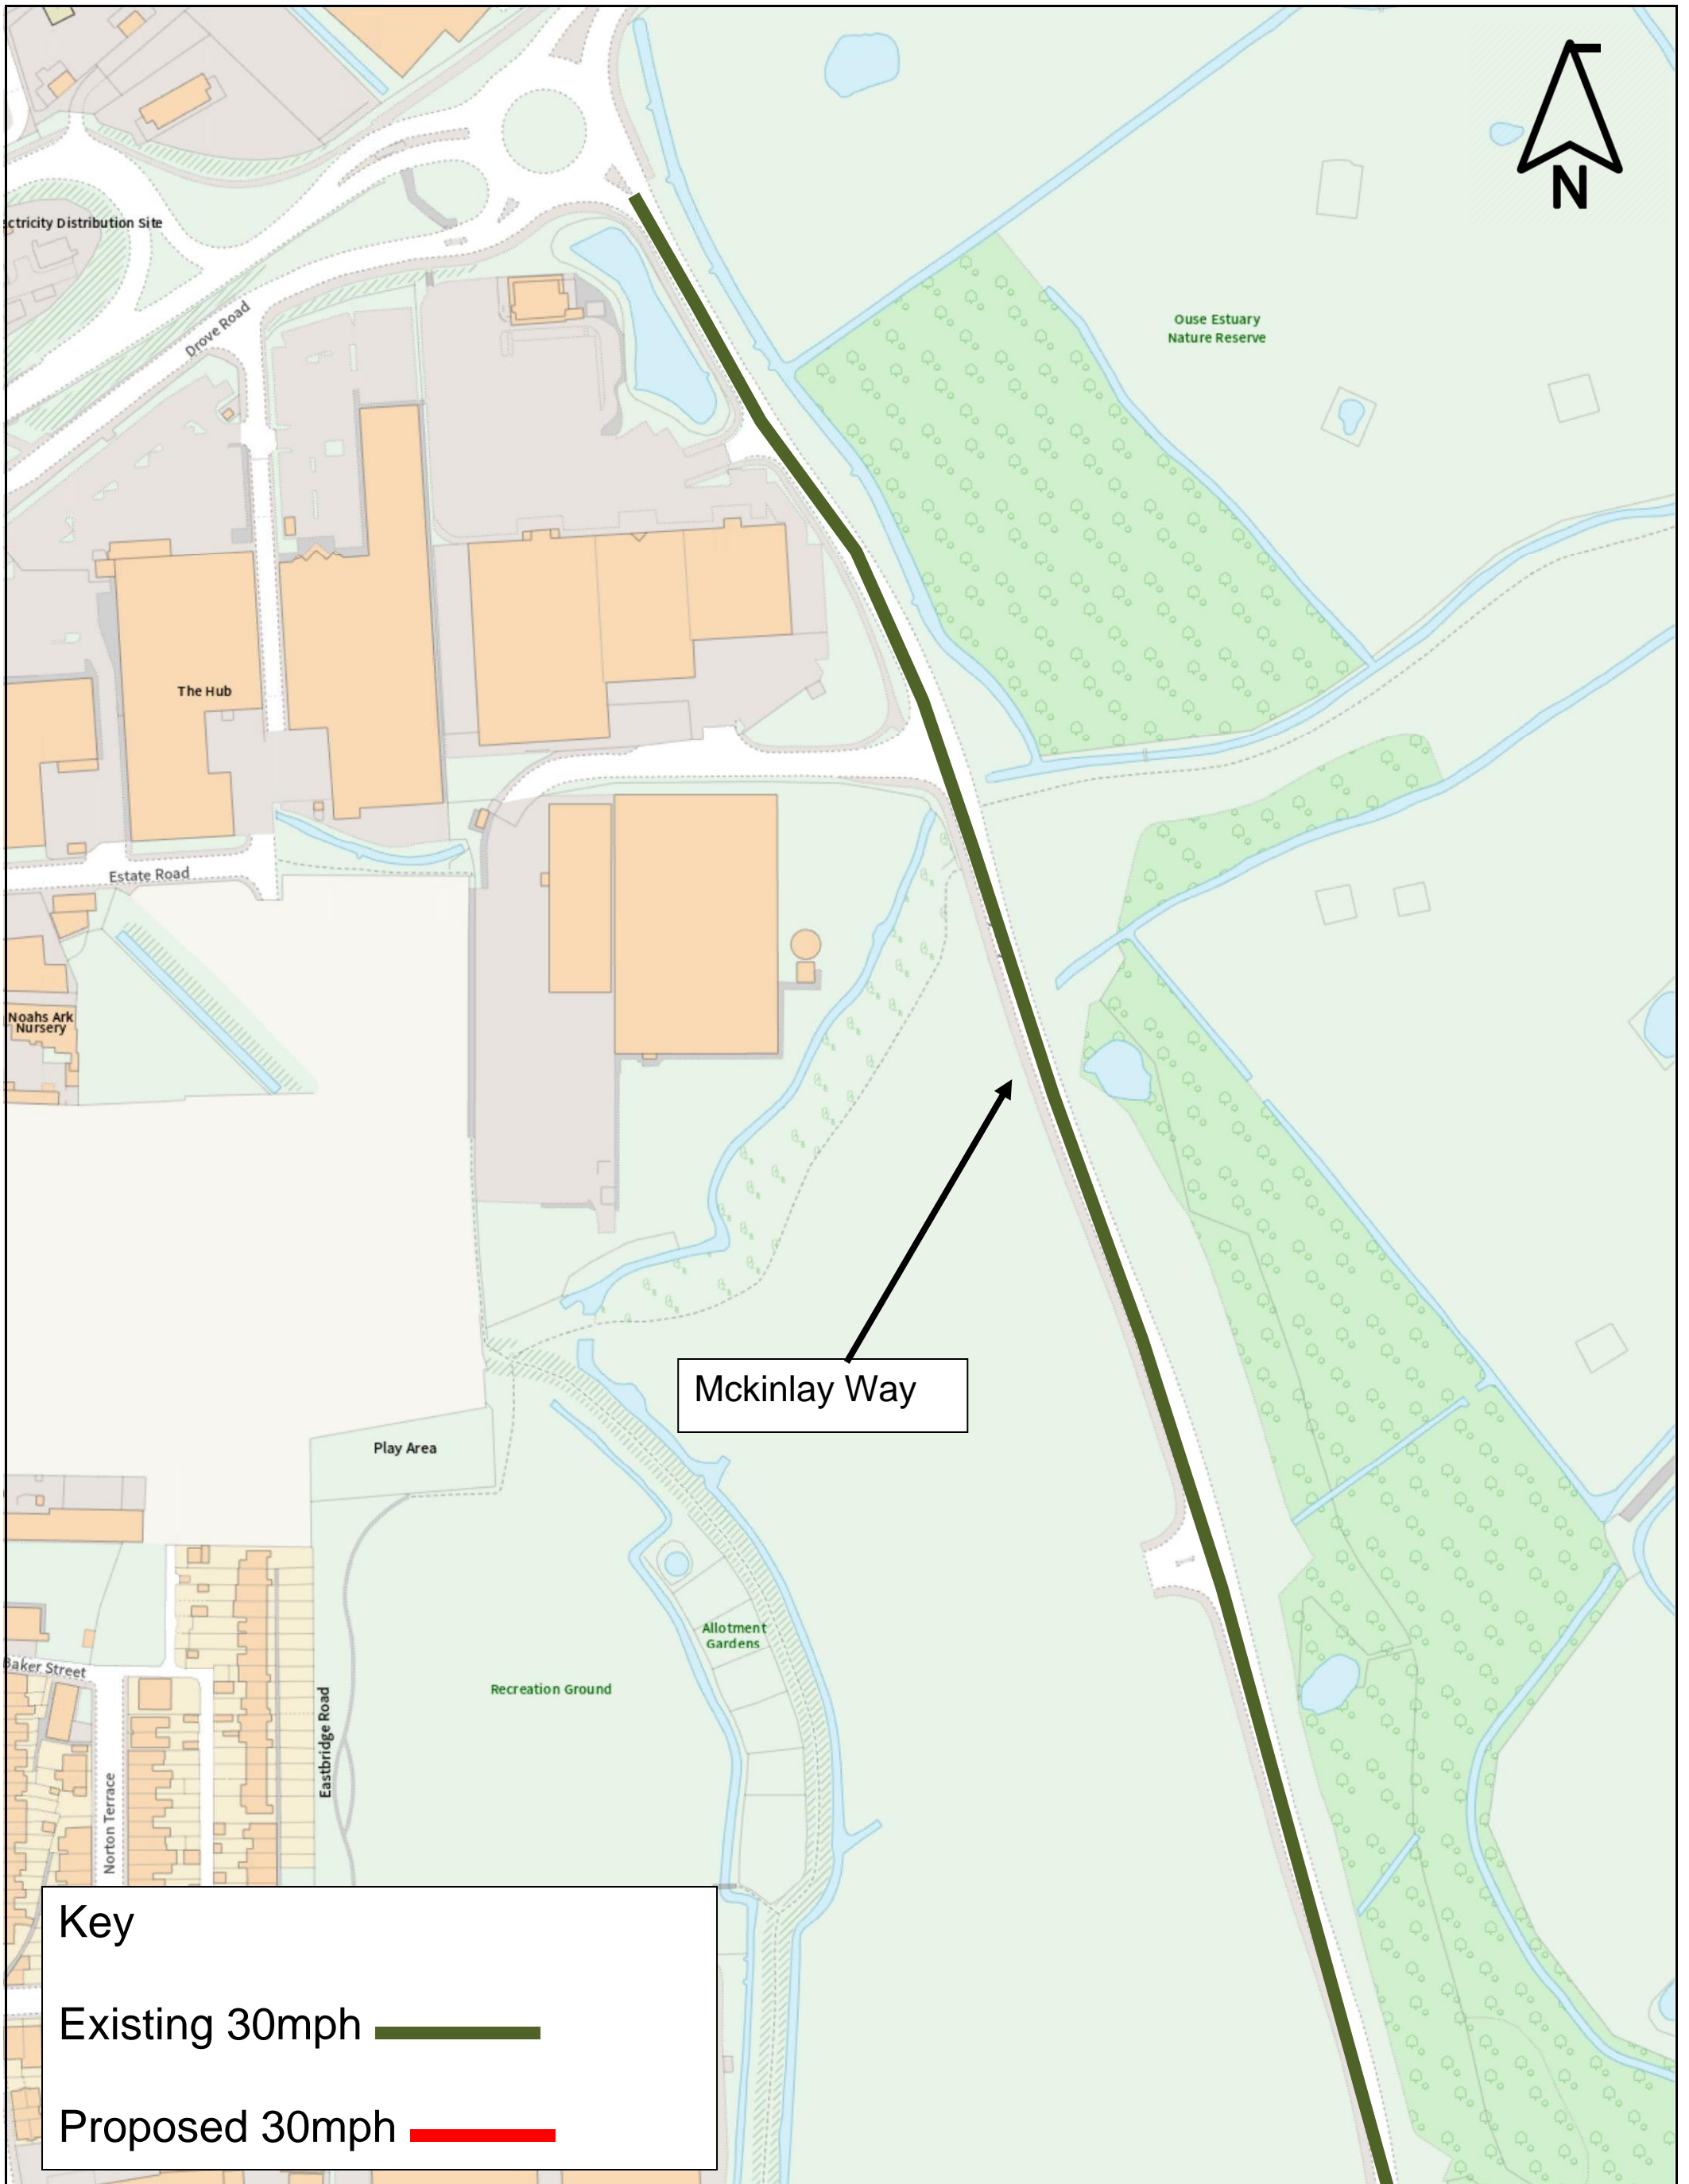 N
ctricity Distribution Site
Drove Road
Ouse Estuary
Nature Reserve
The Hub
Estate Road
Noahs Ark
Nursery
Mckinlay Way
Play Area
Allotment
Gardens
Baker Street
Recreation Ground
Eastbridge Road
Norton Terrace
Key
Existing 30mph
Proposed 30mph